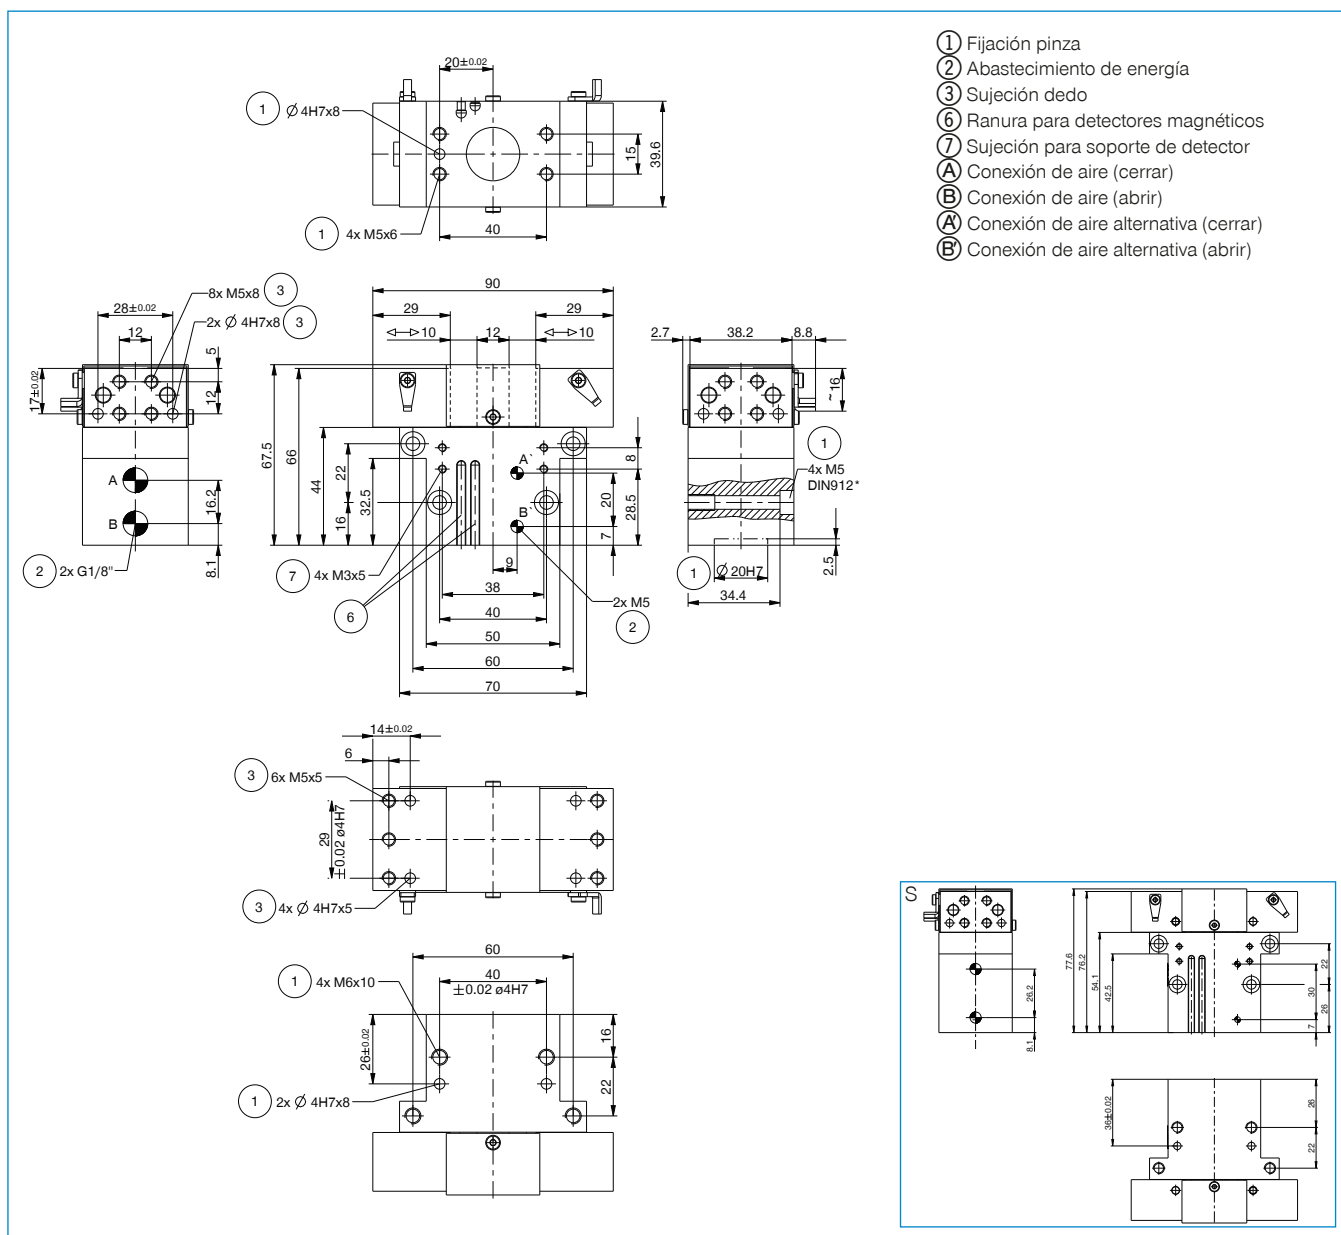 1 Fijación pinza
2 Abastecimiento de energía
3 Sujeción dedo
6 Ranura para detectores magnéticos
7 Sujeción para soporte de detector
A Conexión de aire (cerrar)
B Conexión de aire (abrir)
A' Conexión de aire alternativa (cerrar)
B' Conexión de aire alternativa (abrir)
20±0.02
1 Ø 4H7x8
15
39.6
1 4x M5x6
40
8x M5x8 3
28±0.02
2x Ø 4H7x8 3
12
5
17±0.02
12
A
B
16.2
8.1
2 2x G1/8"
90
29
29
10
12
10
67.5
66
44
22
16
32.5
A`
B`
8
20
28.5
7
9
7 4x M3x5
6
38
40
50
60
70
2x M5
2
2.7
38.2
8.8
~16
1
4x M5
DIN912*
1 Ø 20H7
2.5
34.4
14±0.02
6
3 6x M5x5
29
±0.02 ø4H7
3 4x Ø 4H7x5
60
1 4x M6x10
40
±0.02 ø4H7
26±0.02
16
22
1 2x Ø 4H7x8
S
26.2
8.1
77.6
76.2
54.1
42.5
22
30
26
7
36±0.02
26
22